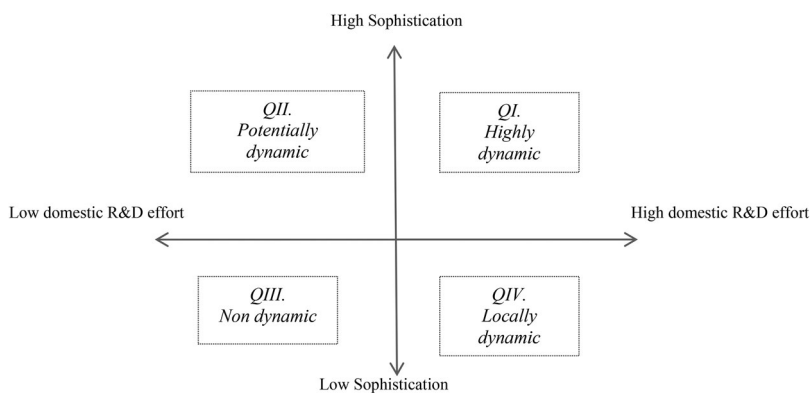 High Sophistication
QII.
Potentially
dynamic
QI.
Highly
dynamic
Low domestic R&D effort
High domestic R&D effort
QIII.
Non dynamic
QIV.
Locally
dynamic
Low Sophistication